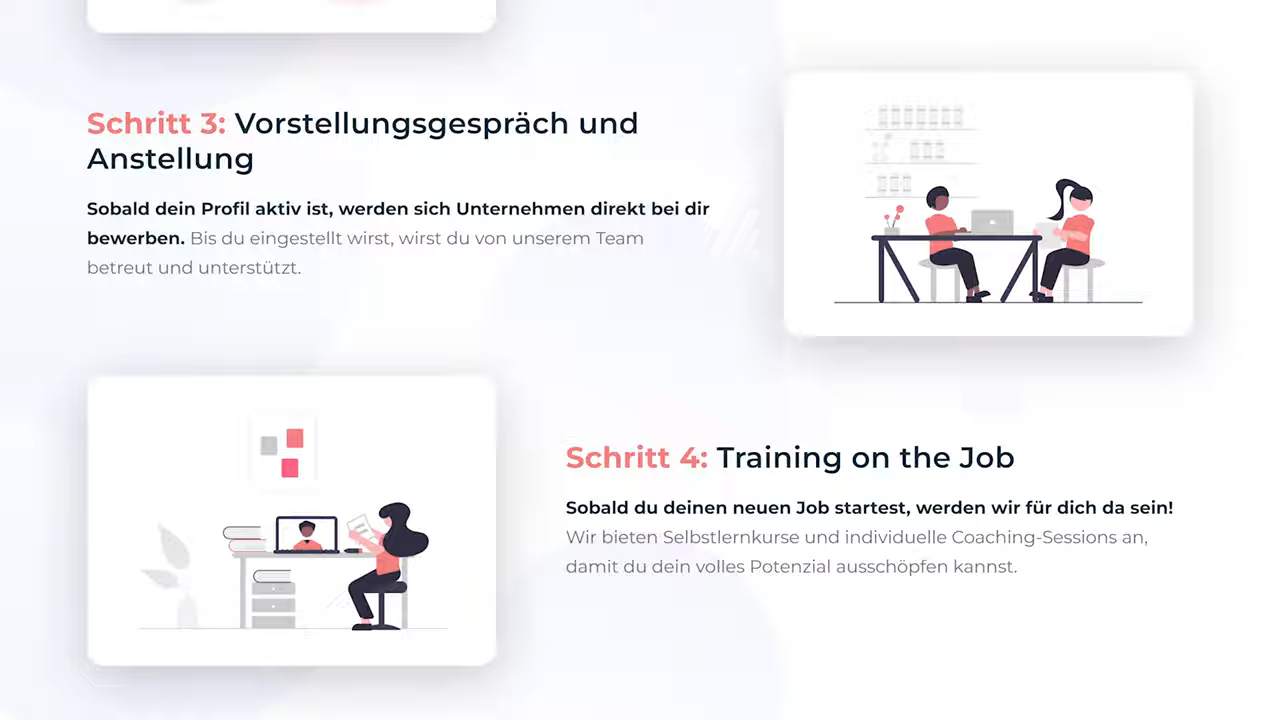 Schritt 3: Vorstellungsgespräch und
Anstellung
Sobald dein Profil aktiv ist, werden sich Unternehmen direkt bei dir
bewerben. Bis du eingestellt wirst, wirst du von unserem Team
betreut und unterstützt.
Schritt 4: Training on the Job
Sobald du deinen neuen Job startest, werden wir für dich da sein!
Wir bieten Selbstlernkurse und individuelle Coaching-Sessions an,
damit du dein volles Potenzial ausschöpfen kannst.